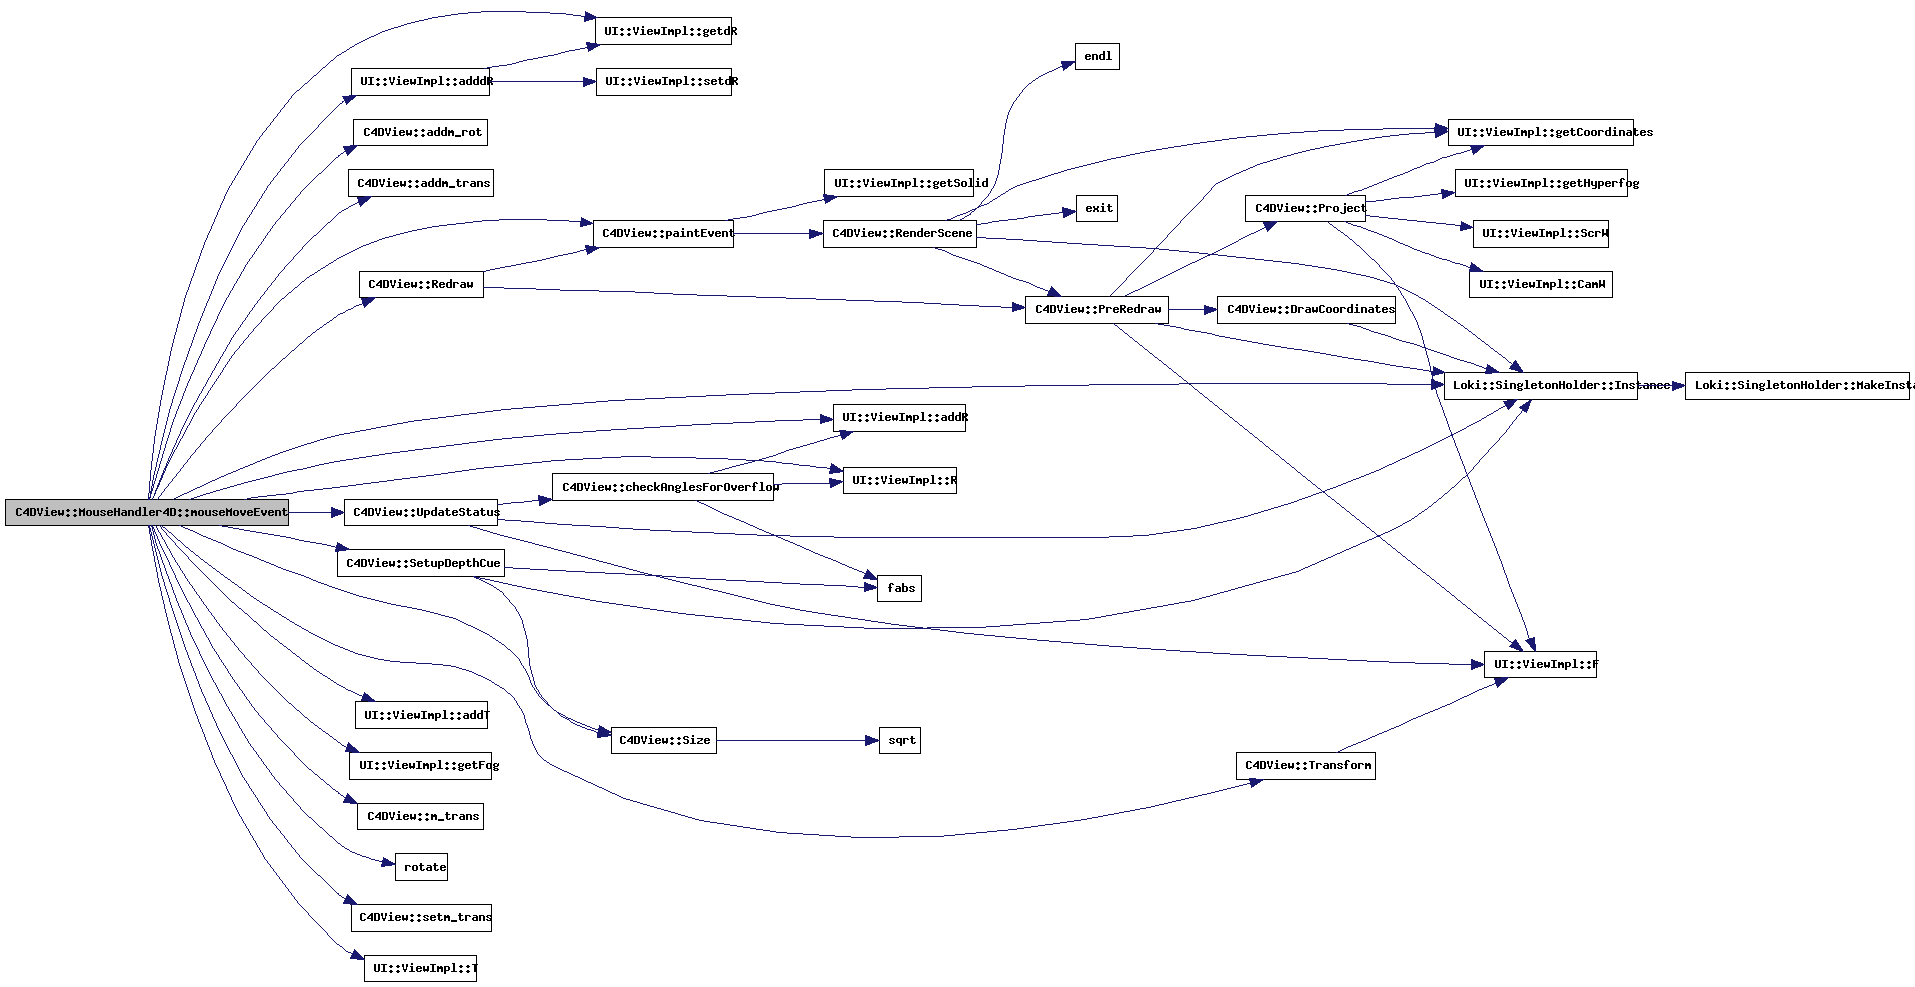 UI::ViewImpl::getdR
endl
UI::ViewImpl::adddR
UI::ViewImpl::setdR
C4DView::addm_rot
UI::ViewImpl::getCoordinates
C4DView::addm_trans
UI::ViewImpl::getSolid
UI::ViewImpl::getHyperfog
exit
C4DView::Project
C4DView::paintEvent
C4DView::RenderScene
UI::ViewImpl::ScrW
C4DView::Redraw
UI::ViewImpl::CamW
C4DView::PreRedraw
C4DView::DrawCoordinates
Loki::SingletonHolder::Instance
Loki::SingletonHolder::MakeInsta
UI::ViewImpl::addR
C4DView::checkAnglesForOverflow
UI::ViewImpl::R
C4DView::MouseHandler4D::mouseMoveEvent
C4DView::UpdateStatus
C4DView::SetupDepthCue
fabs
UI::ViewImpl::F
UI::ViewImpl::addT
C4DView::Size
sqrt
UI::ViewImpl::getFog
C4DView::Transform
C4DView::m_trans
rotate
C4DView::setm_trans
UI::ViewImpl::T